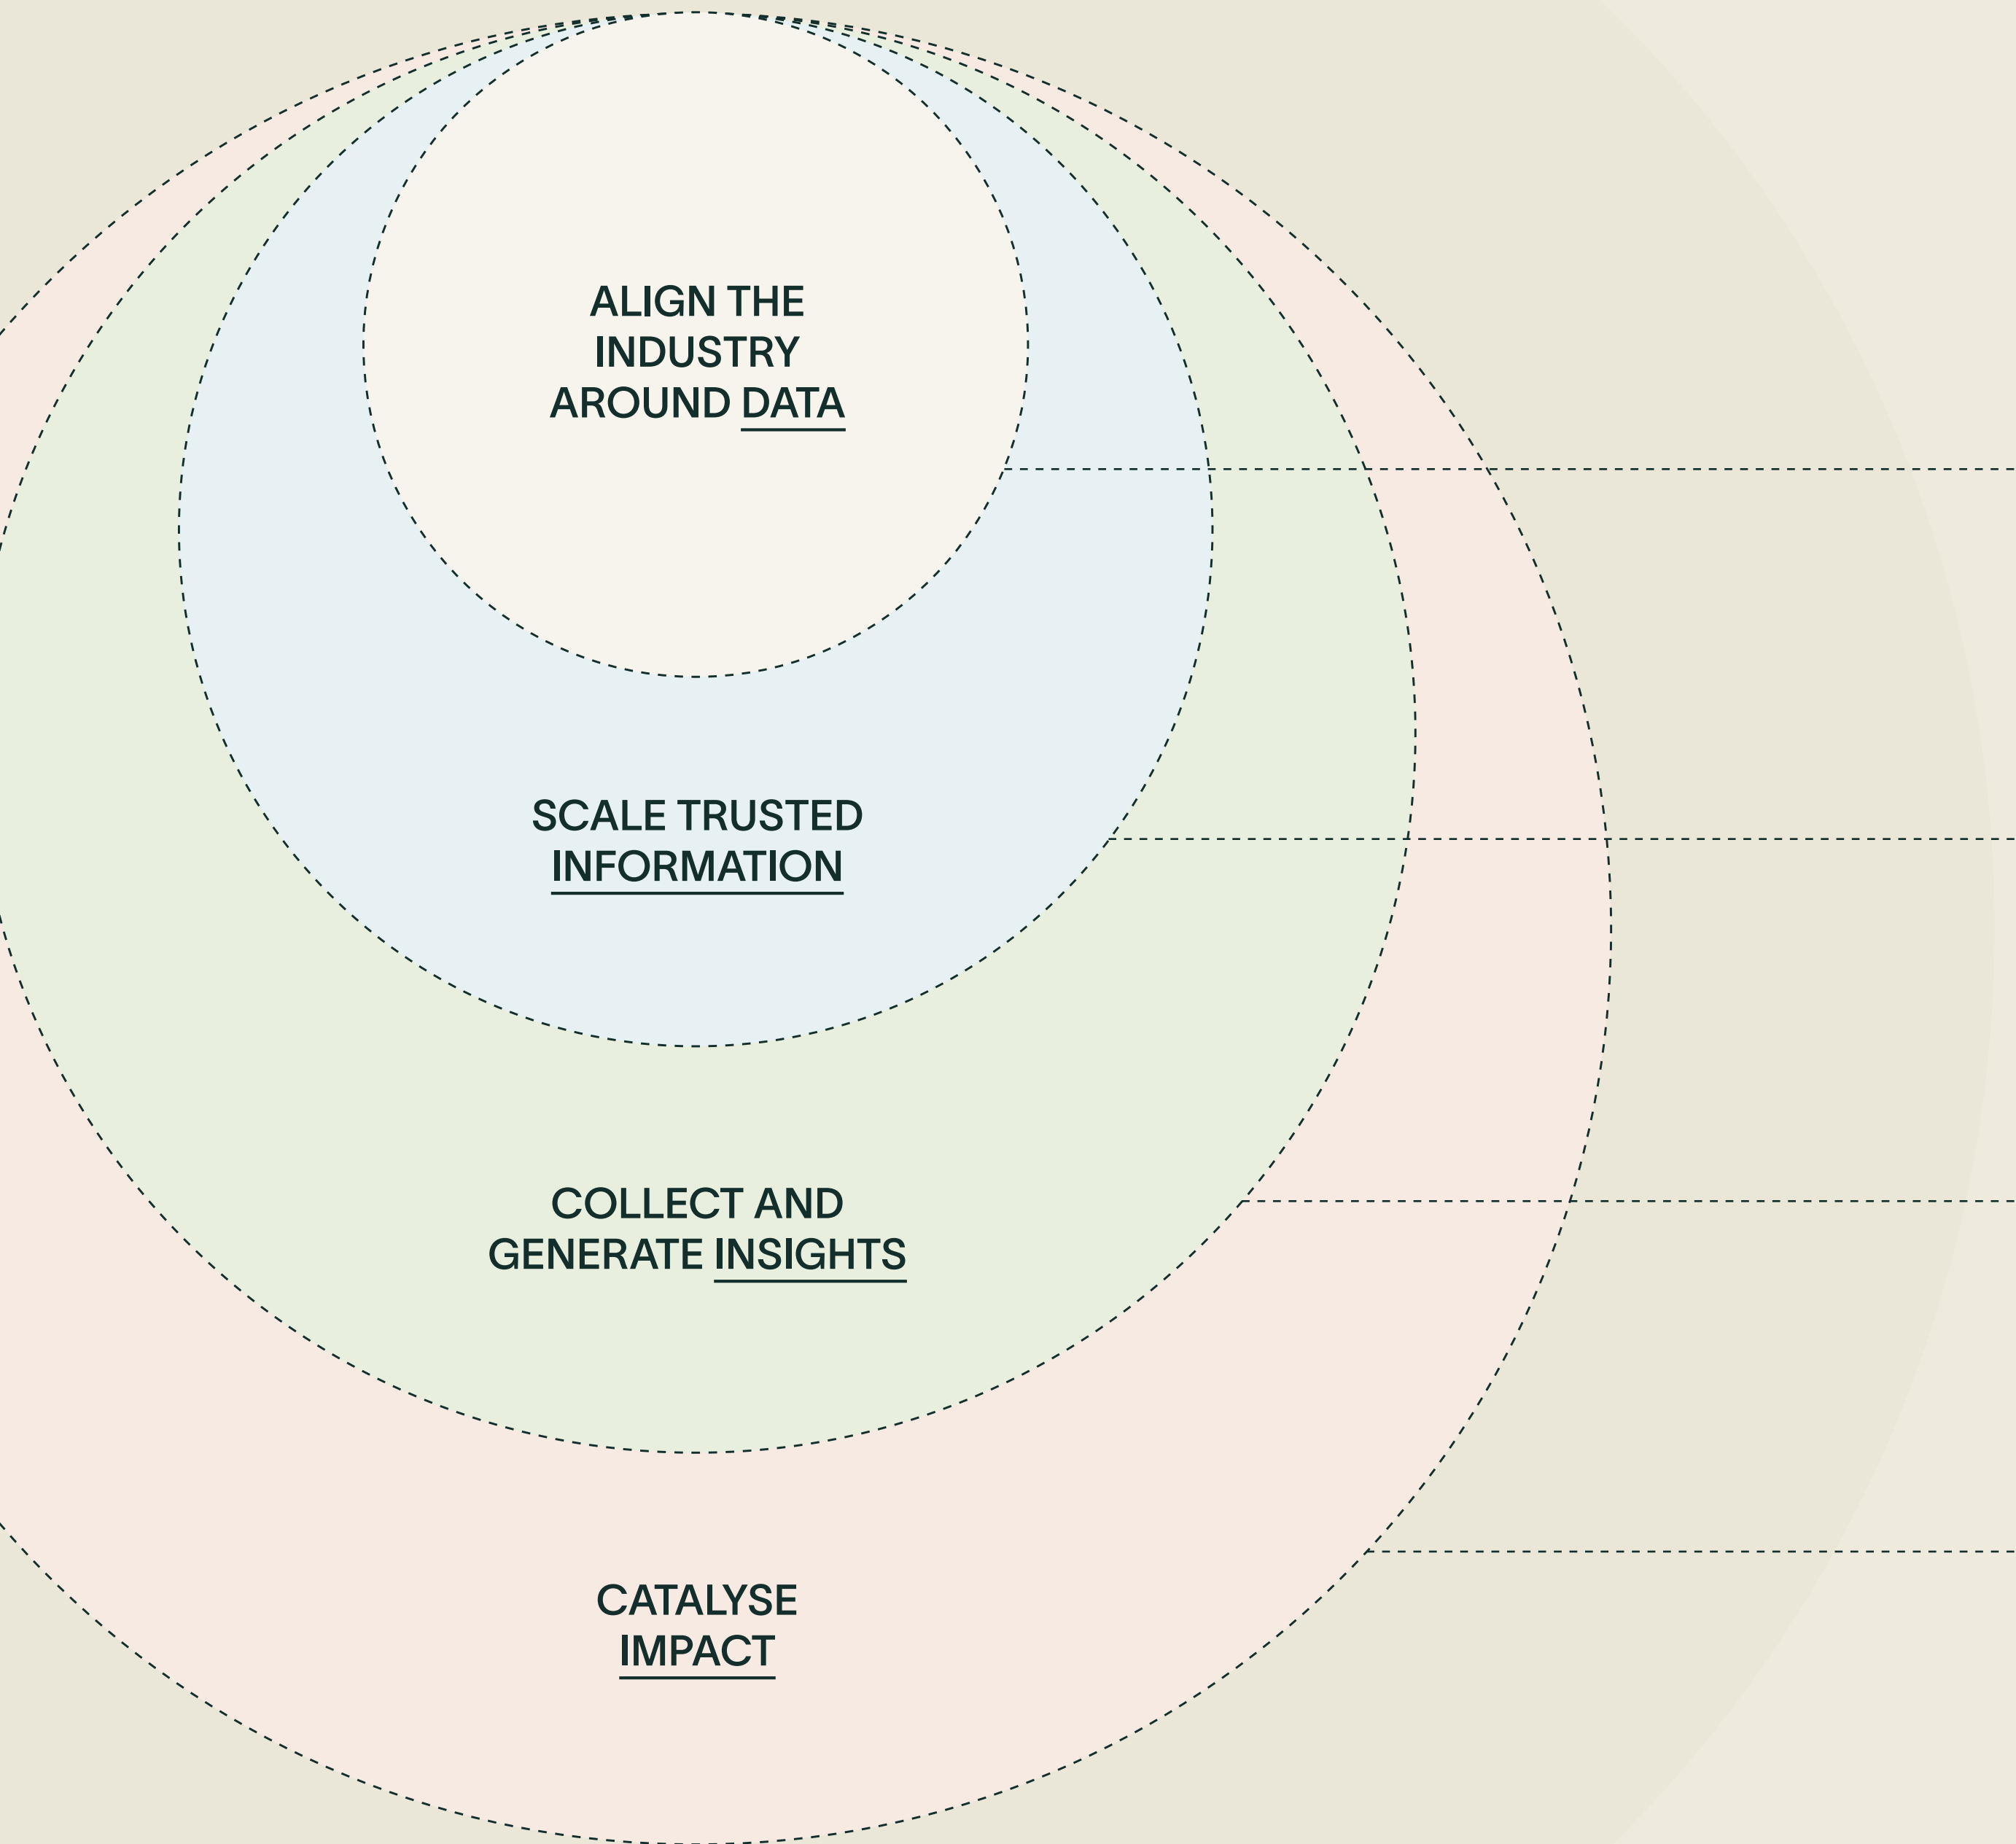 ALIGN THE
INDUSTRY
AROUND DATA
SCALE TRUSTED
INFORMATION
COLLECT AND
GENERATE INSIGHTS
CATALYSE
IMPACT